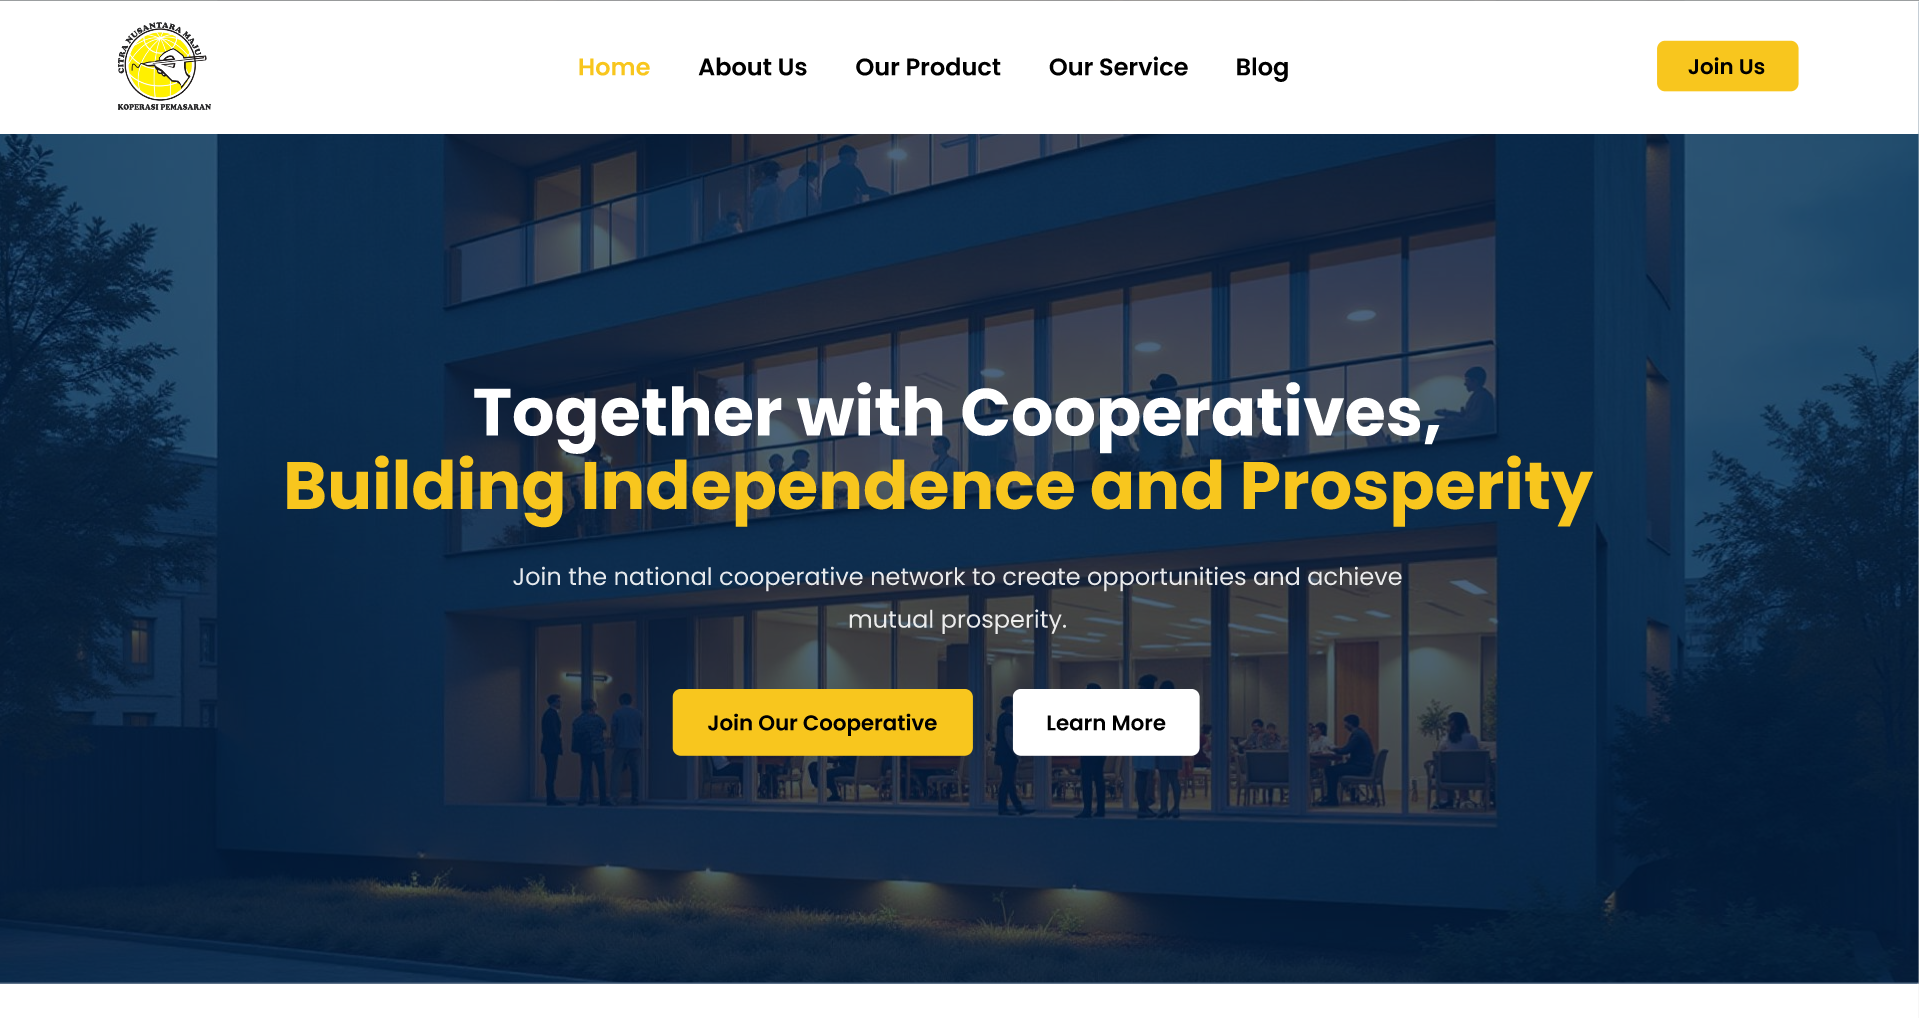 CITRA NUSANTARA MAJU
KOPERASI PEMASARAN
Home
About Us
Our Product
Our Service
Blog
Join Us
Together with Cooperatives,
Building Independence and Prosperity
Join the national cooperative network to create opportunities and achieve
mutual prosperity.
Join Our Cooperative
Learn More